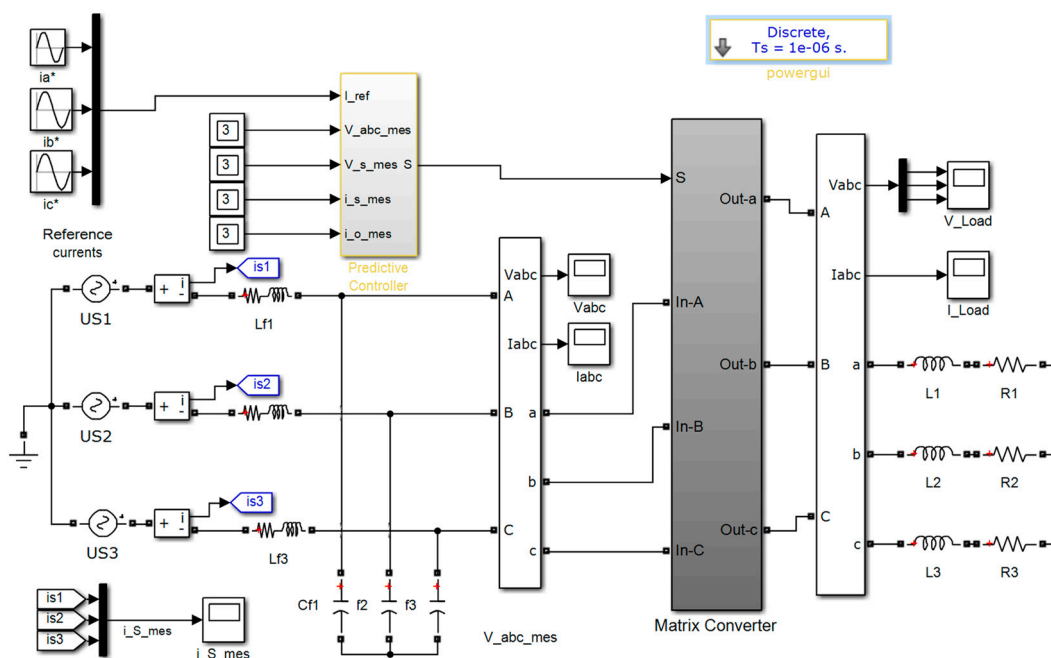 Discrete,
Ts = 1e-06 s.
powergui
ia*
ib*
ic*
Reference
currents
I_ref
V_abc_mes
V_s_mes
S
i_s_mes
i_o_mes
3
3
3
3
Predictive
Controller
is1
US1
+
i
-
Lf1
is2
US2
+
i
-
is3
US3
+
i
-
Lf3
Cf1
f2
f3
Vabc
A
Iabc
B
a
b
C
c
V_abc_mes
Vabc
Iabc
S
Out-a
In-A
Out-b
In-B
Out-c
In-C
Matrix Converter
Vabc
A
Iabc
B
a
b
C
c
V_Load
I_Load
L1
R1
L2
R2
L3
R3
is1
is2
is3
i_S_mes
i_S_mes